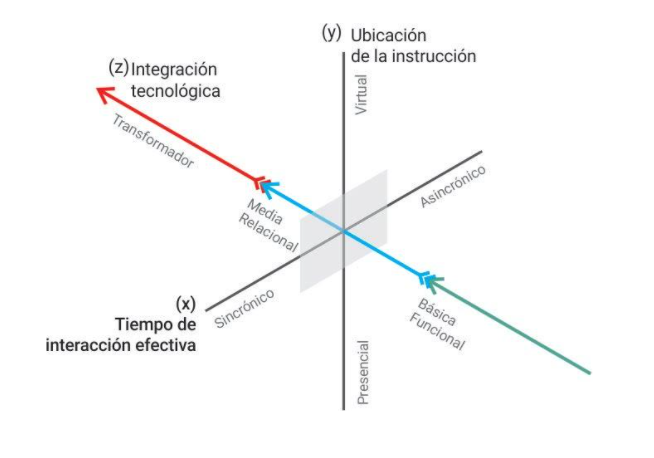 (y) Ubicación
de la instrucción
(z) Integración
tecnológica
Virtual
Transformador
Asincrónico
Media
Relacional
(x)
Tiempo de
interacción efectiva
Sincrónico
Básica
Funcional
Presencial